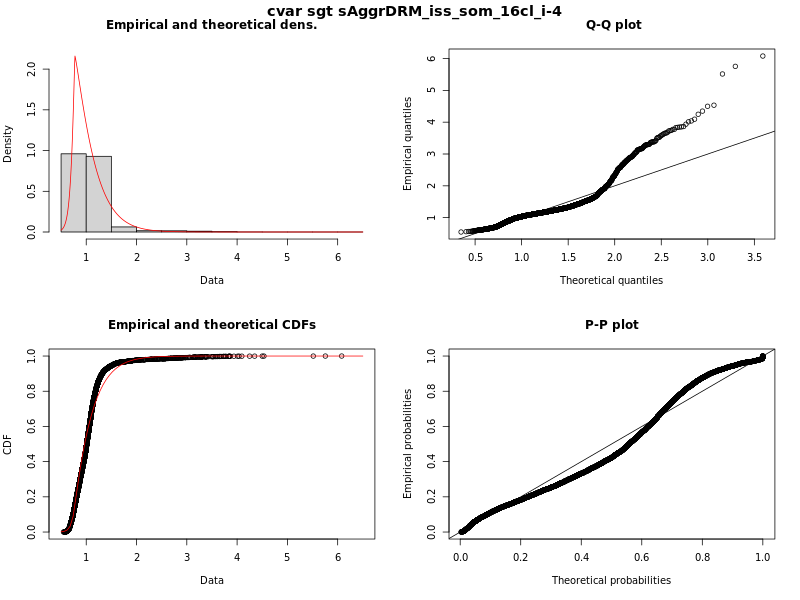 cvar sgt sAggrDRM_iss_som_16cl_i-4
Empirical and theoretical dens.
Density
0.0 0.5 1.0 1.5 2.0
1 2 3 4 5 6
Data
Q-Q plot
Empirical quantiles
1 2 3 4 5 6
0.5 1.0 1.5 2.0 2.5 3.0 3.5
Theoretical quantiles
Empirical and theoretical CDFs
CDF
0.0 0.2 0.4 0.6 0.8 1.0
1 2 3 4 5 6
Data
P-P plot
Empirical probabilities
0.0 0.2 0.4 0.6 0.8 1.0
0.0 0.2 0.4 0.6 0.8 1.0
Theoretical probabilities